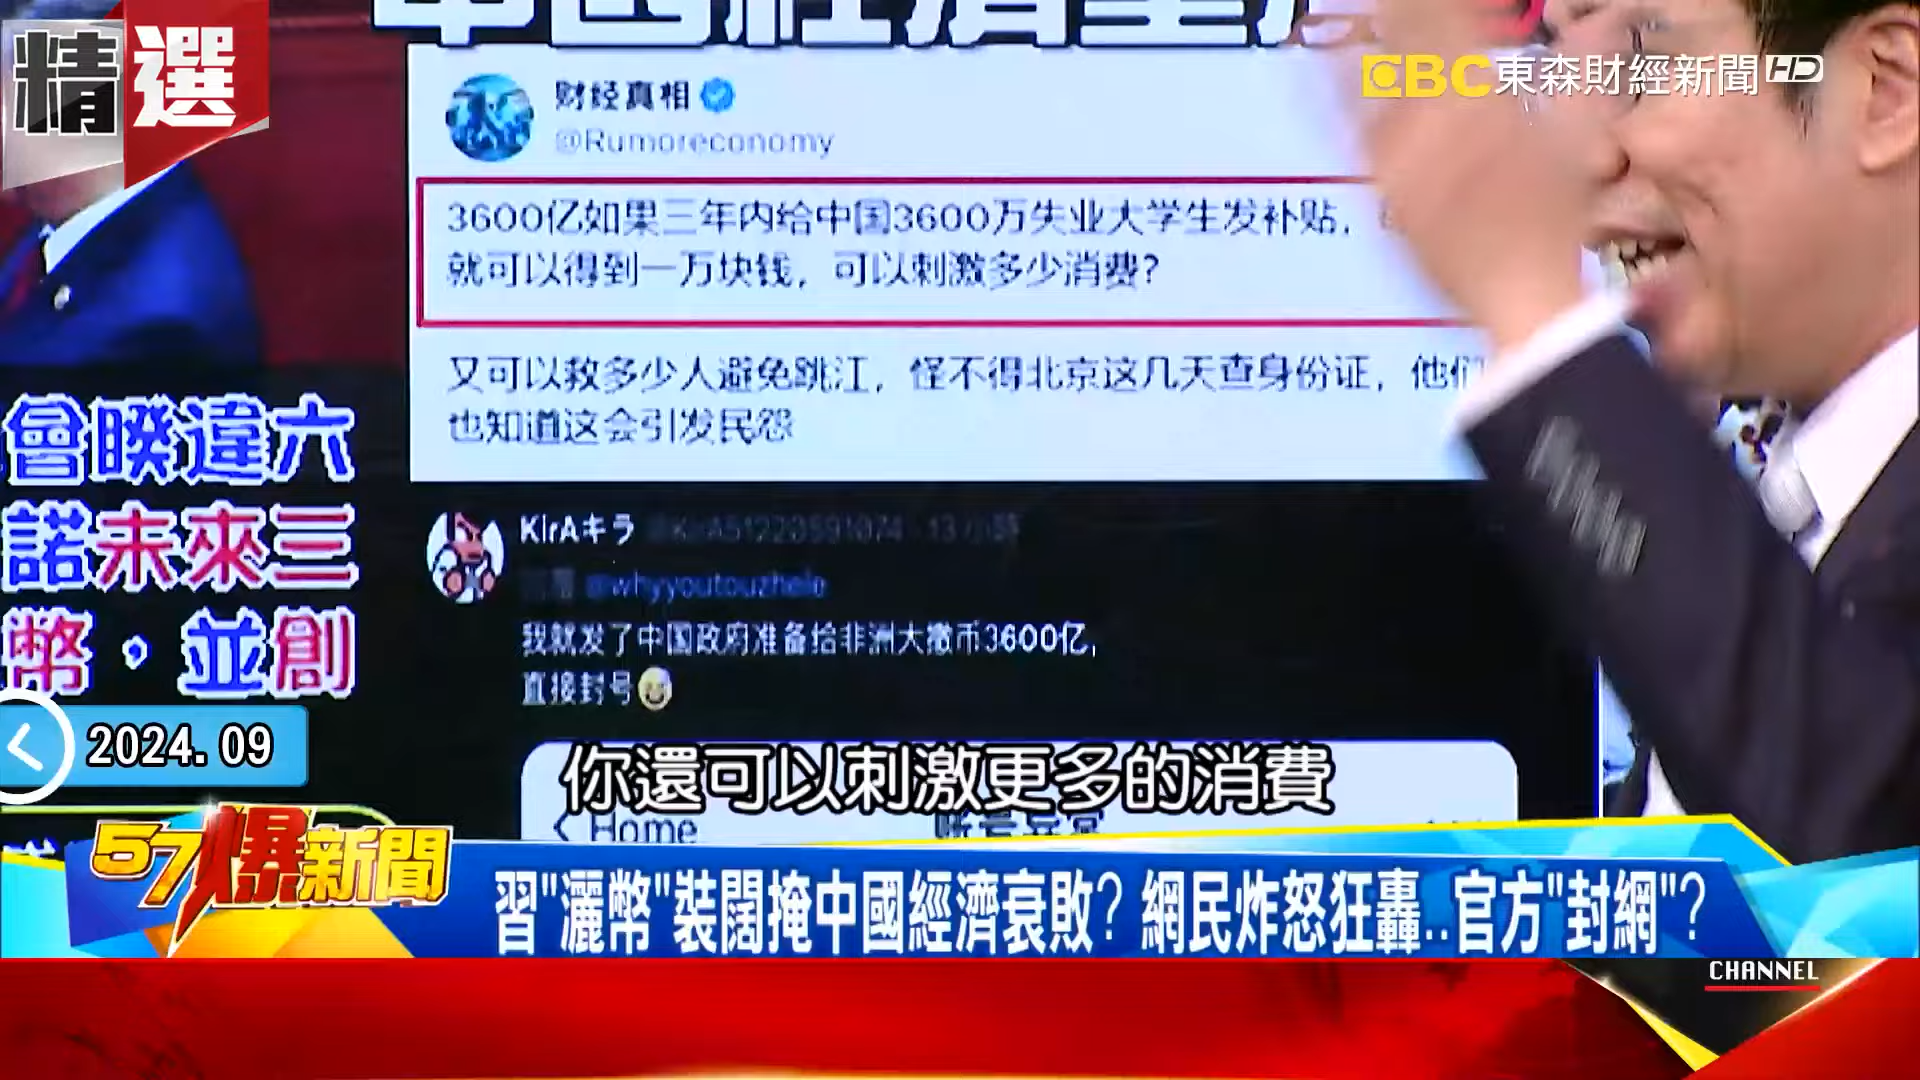 精選
EBC東森財經新聞HD
财经真相
@Rumoreconomy
3600亿如果三年内给中国3600万失业大学生发补贴，
就可以得到一万块钱，可以刺激多少消费？
又可以救多少人避免跳江，怪不得北京这几天查身份证，他们
也知道这会引发民怨
會睽違六
諾未來三
幣，並創
KirAキラ
@whyyoutouzhele
我就发了中国政府准备给非洲大撒币3600亿，
直接封号
2024.09
你還可以刺激更多的消費
Home
57爆新聞
習"灑幣"裝闊掩中國經濟衰敗？網民炸怒狂轟..官方"封網"？
CHANNEL